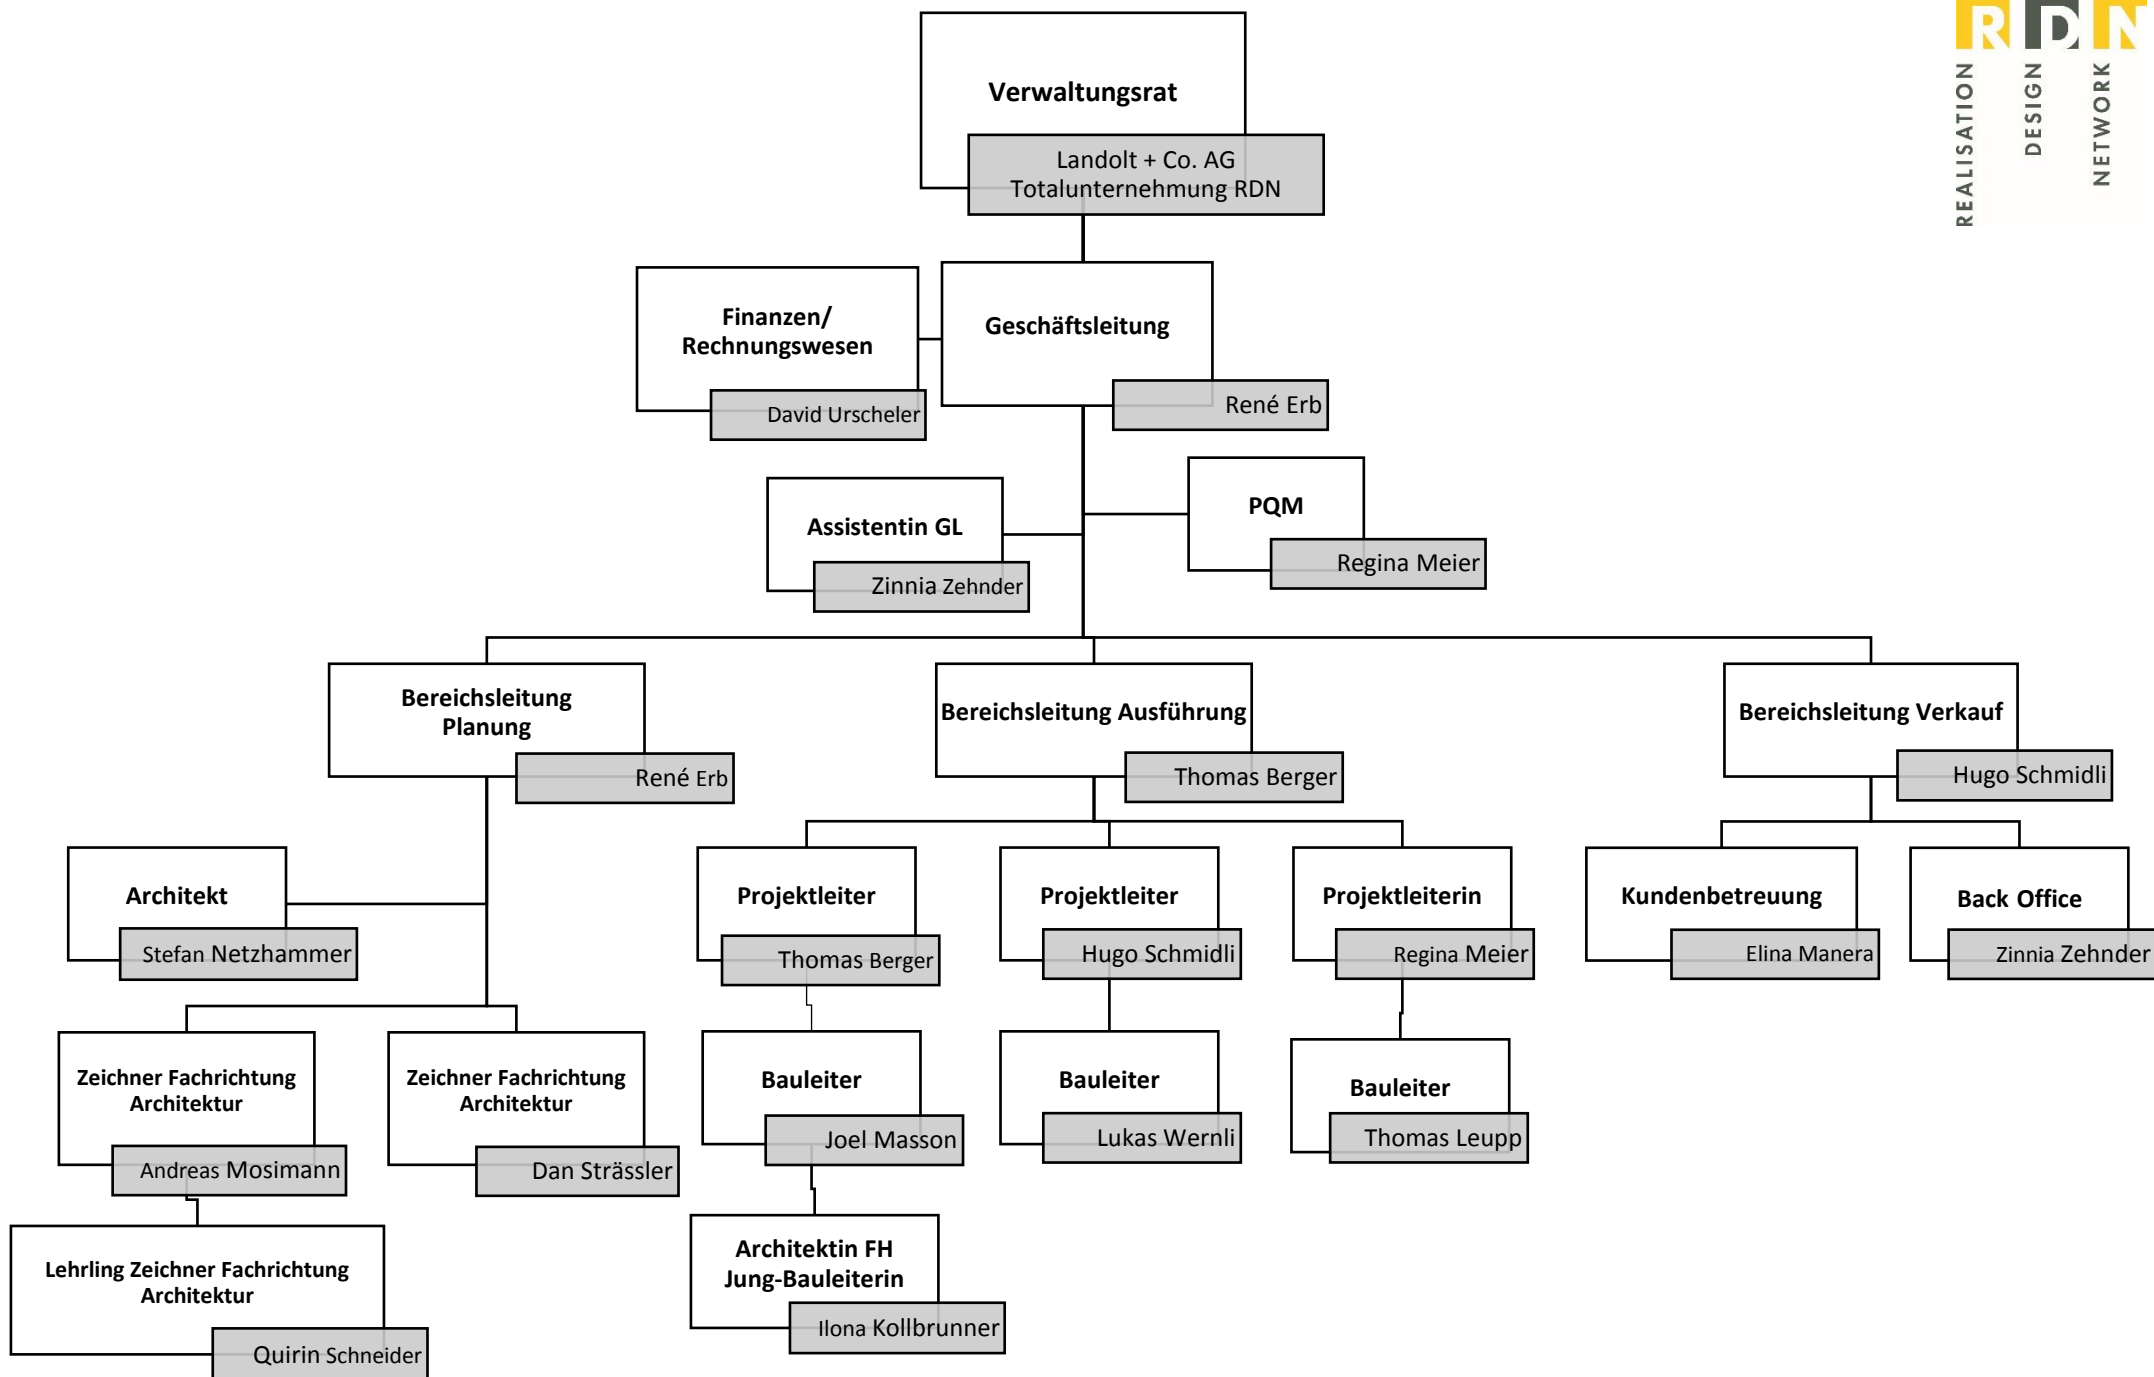 R D N
REALISATION
DESIGN
NETWORK
Verwaltungsrat
Landolt + Co. AG
Totalunternehmung RDN
Finanzen/
Rechnungswesen
David Urscheler
Geschäftsleitung
René Erb
Assistentin GL
Zinnia Zehnder
PQM
Regina Meier
Bereichsleitung
Planung
René Erb
Bereichsleitung Ausführung
Thomas Berger
Bereichsleitung Verkauf
Hugo Schmidli
Architekt
Stefan Netzhammer
Projektleiter
Thomas Berger
Projektleiter
Hugo Schmidli
Projektleiterin
Regina Meier
Kundenbetreuung
Elina Manera
Back Office
Zinnia Zehnder
Zeichner Fachrichtung
Architektur
Andreas Mosimann
Zeichner Fachrichtung
Architektur
Dan Strässler
Bauleiter
Joel Masson
Bauleiter
Lukas Wernli
Bauleiter
Thomas Leupp
Lehrling Zeichner Fachrichtung
Architektur
Quirin Schneider
Architektin FH
Jung-Bauleiterin
Ilona Kollbrunner